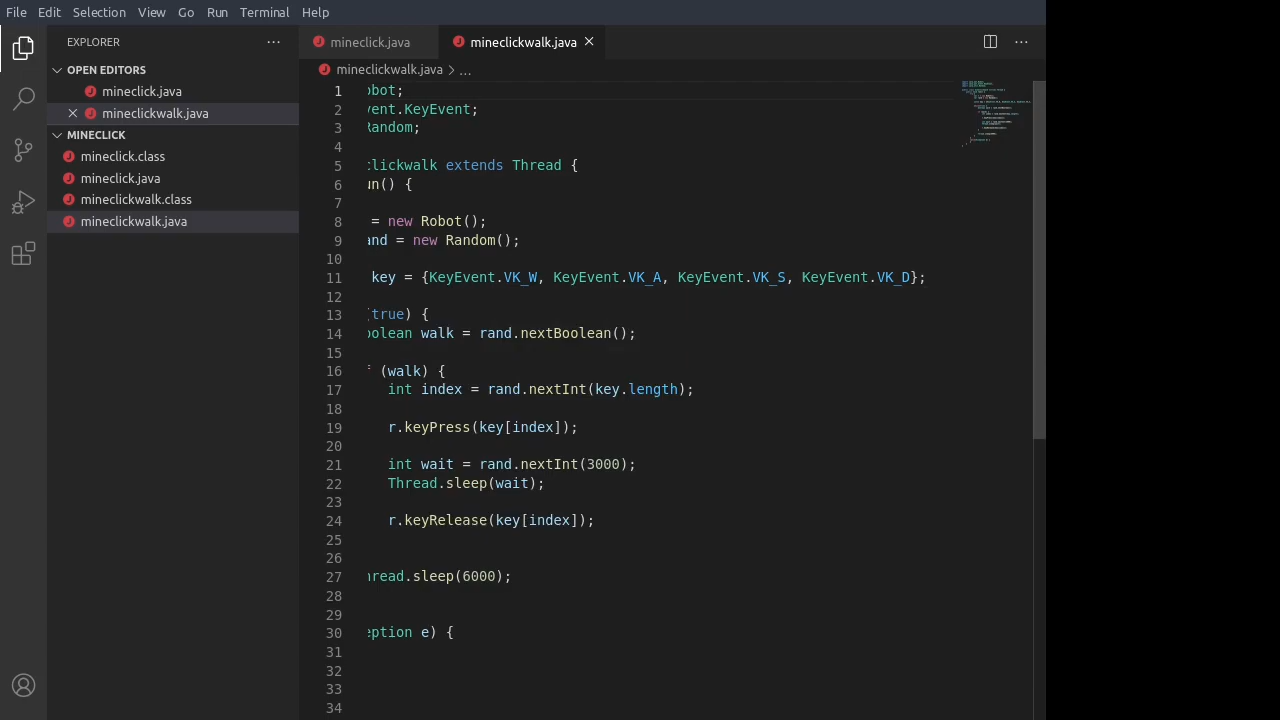 File Edit Selection View Go Run Terminal Help
EXPLORER ...
mineclick.java mineclickwalk.java
OPEN EDITORS
mineclick.java
mineclickwalk.java
MINECLICK
mineclick.class
mineclick.java
mineclickwalk.class
mineclickwalk.java
mineclickwalk.java > ...
1 obot;
2 vent.KeyEvent;
3 Random;
4
5 clickwalk extends Thread {
6 un() {
7
8 = new Robot();
9 and = new Random();
10
11 key = {KeyEvent.VK_W, KeyEvent.VK_A, KeyEvent.VK_S, KeyEvent.VK_D};
12
13 (true) {
14 oolean walk = rand.nextBoolean();
15
16 f (walk) {
17 int index = rand.nextInt(key.length);
18
19 r.keyPress(key[index]);
20
21 int wait = rand.nextInt(3000);
22 Thread.sleep(wait);
23
24 r.keyRelease(key[index]);
25
26
27 hread.sleep(6000);
28
29
30 eption e) {
31
32
33
34